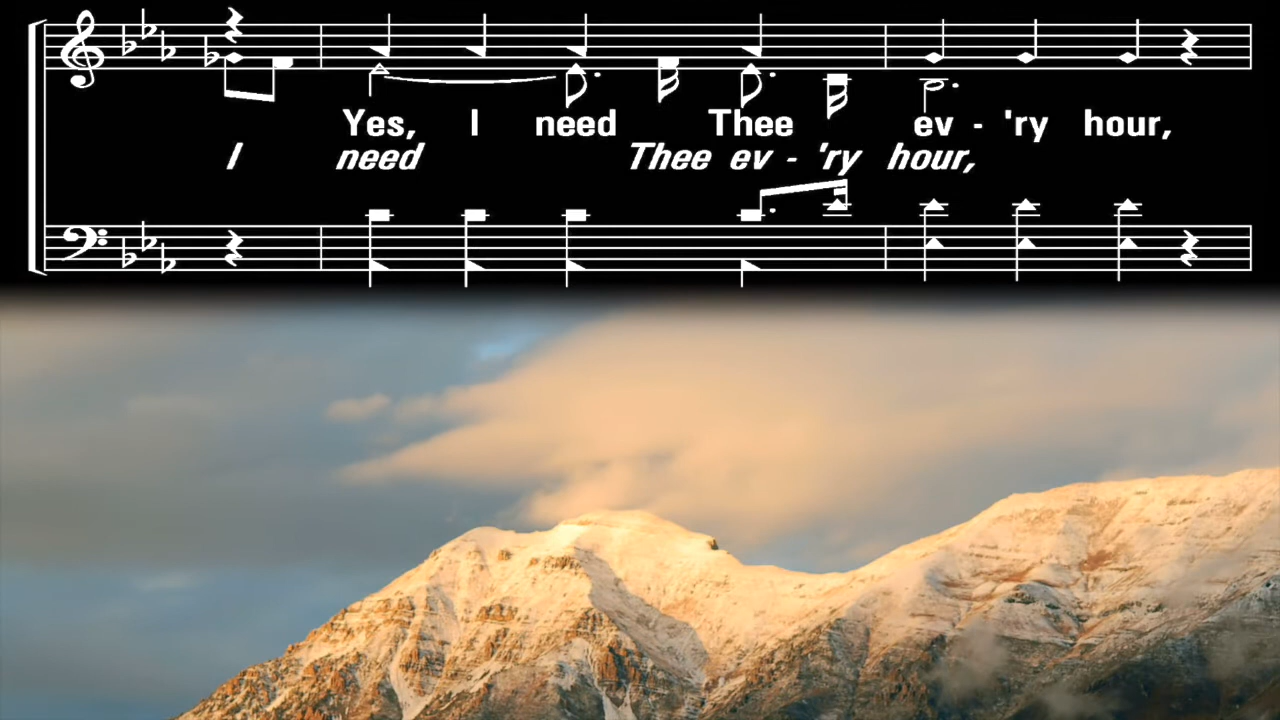 Yes, I need Thee ev - 'ry hour,
I need Thee ev - 'ry hour,